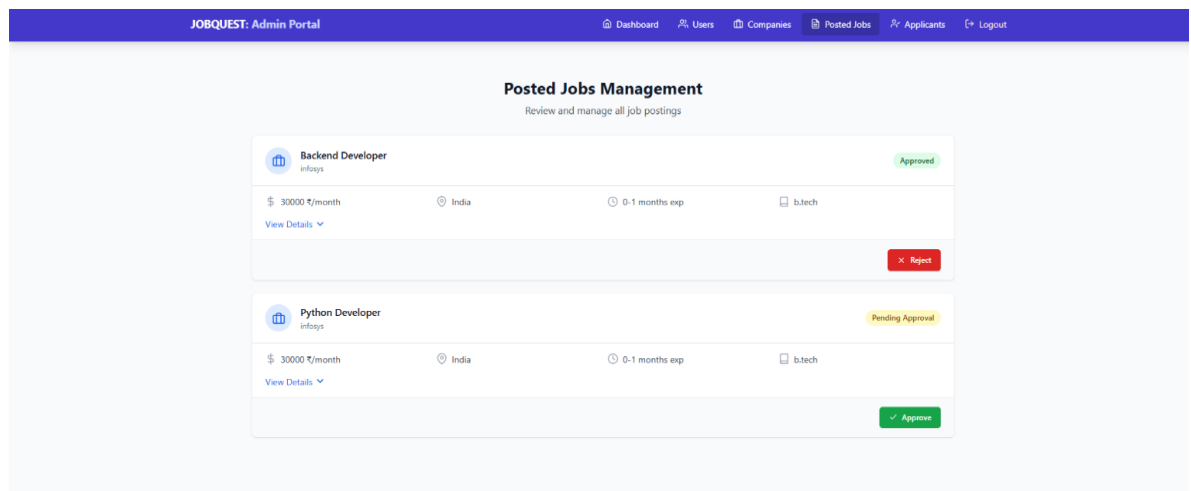 JOBQUEST: Admin Portal Dashboard Users Companies Posted Jobs Applicants Logout
Posted Jobs Management
Review and manage all job postings
Backend Developer
infosys
Approved
$ 30000 ₹/month India 0-1 months exp b.tech
View Details
Reject
Python Developer
infosys
Pending Approval
$ 30000 ₹/month India 0-1 months exp b.tech
View Details
Approve